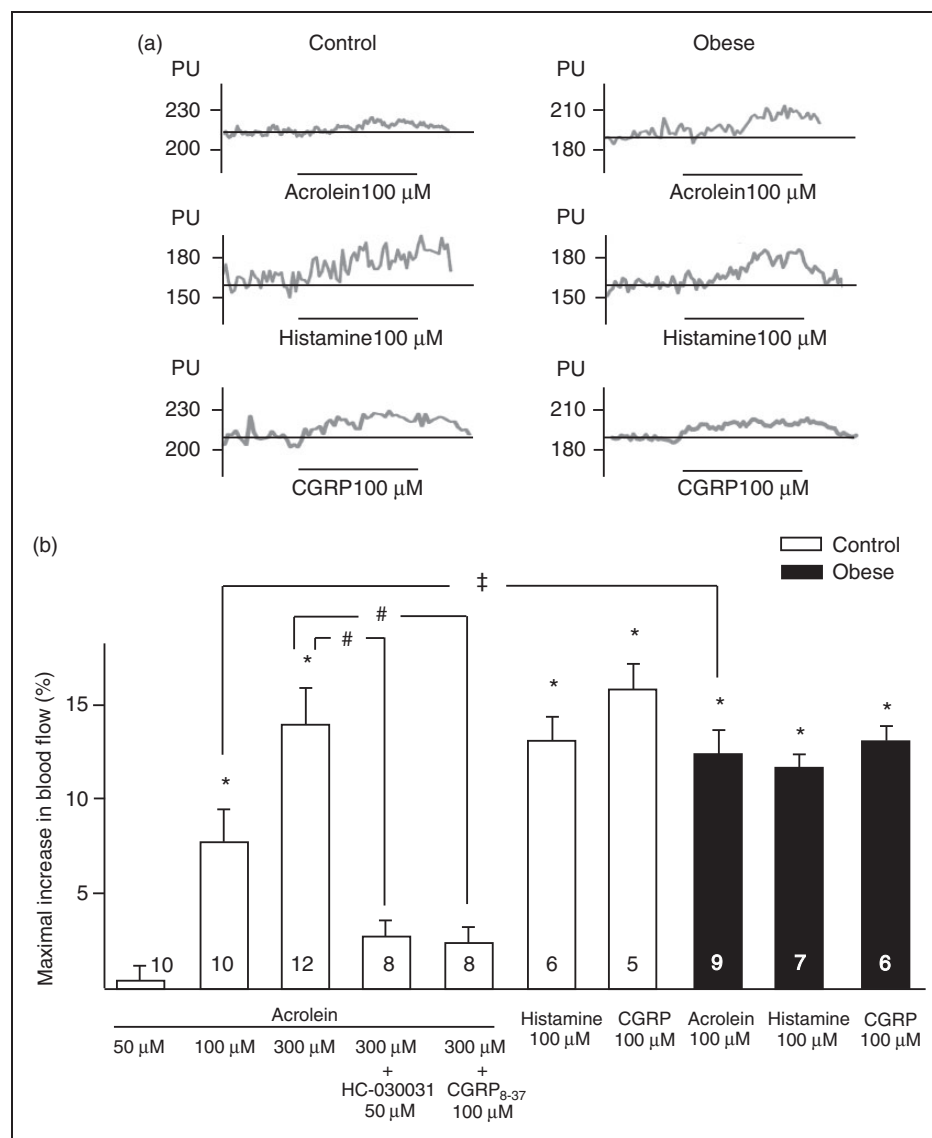 (a)
Control
Obese
PU
PU
230
200
210
180
Acrolein100 μM
Acrolein100 μM
PU
PU
180
150
180
150
Histamine100 μM
Histamine100 μM
PU
PU
230
200
210
190
CGRP100 μM
CGRP100 μM
(b)
Control
Obese
‡
#
#
* * * * * * *
Maximal increase in blood flow (%)
15
10
5
10 10 12 8 8 6 5 9 7 6
Acrolein
50 μM 100 μM 300 μM 300 μM 300 μM
+ +
HC-030031 CGRP8-37
50 μM 100 μM
Histamine CGRP Acrolein Histamine CGRP
100 μM 100 μM 100 μM 100 μM 100 μM